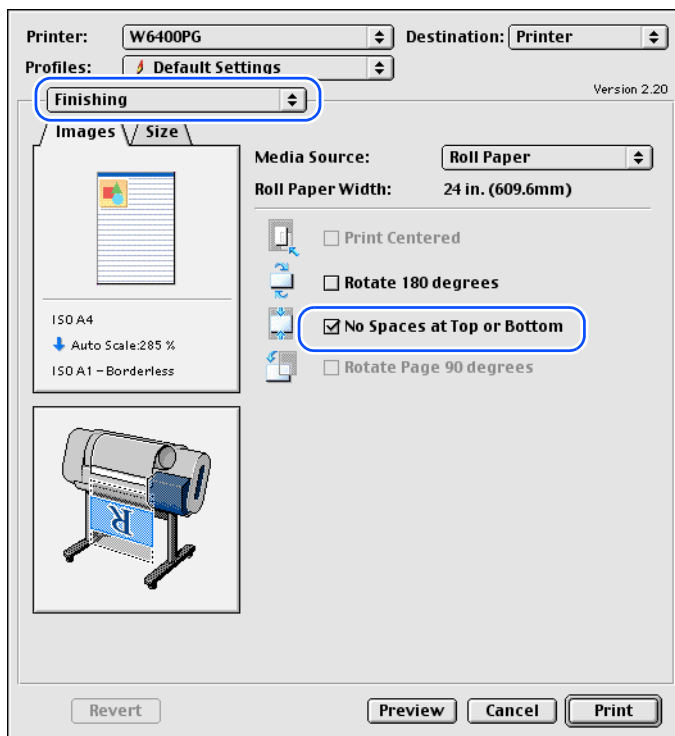 Printer: W6400PG Destination: Printer
Profiles: Default Settings
Version 2.20
Finishing
Images Size
Media Source: Roll Paper
Roll Paper Width: 24 in. (609.6mm)
Print Centered
Rotate 180 degrees
No Spaces at Top or Bottom
Rotate Page 90 degrees
ISO A4
Auto Scale:285 %
ISO A1 - Borderless
R
Revert Preview Cancel Print